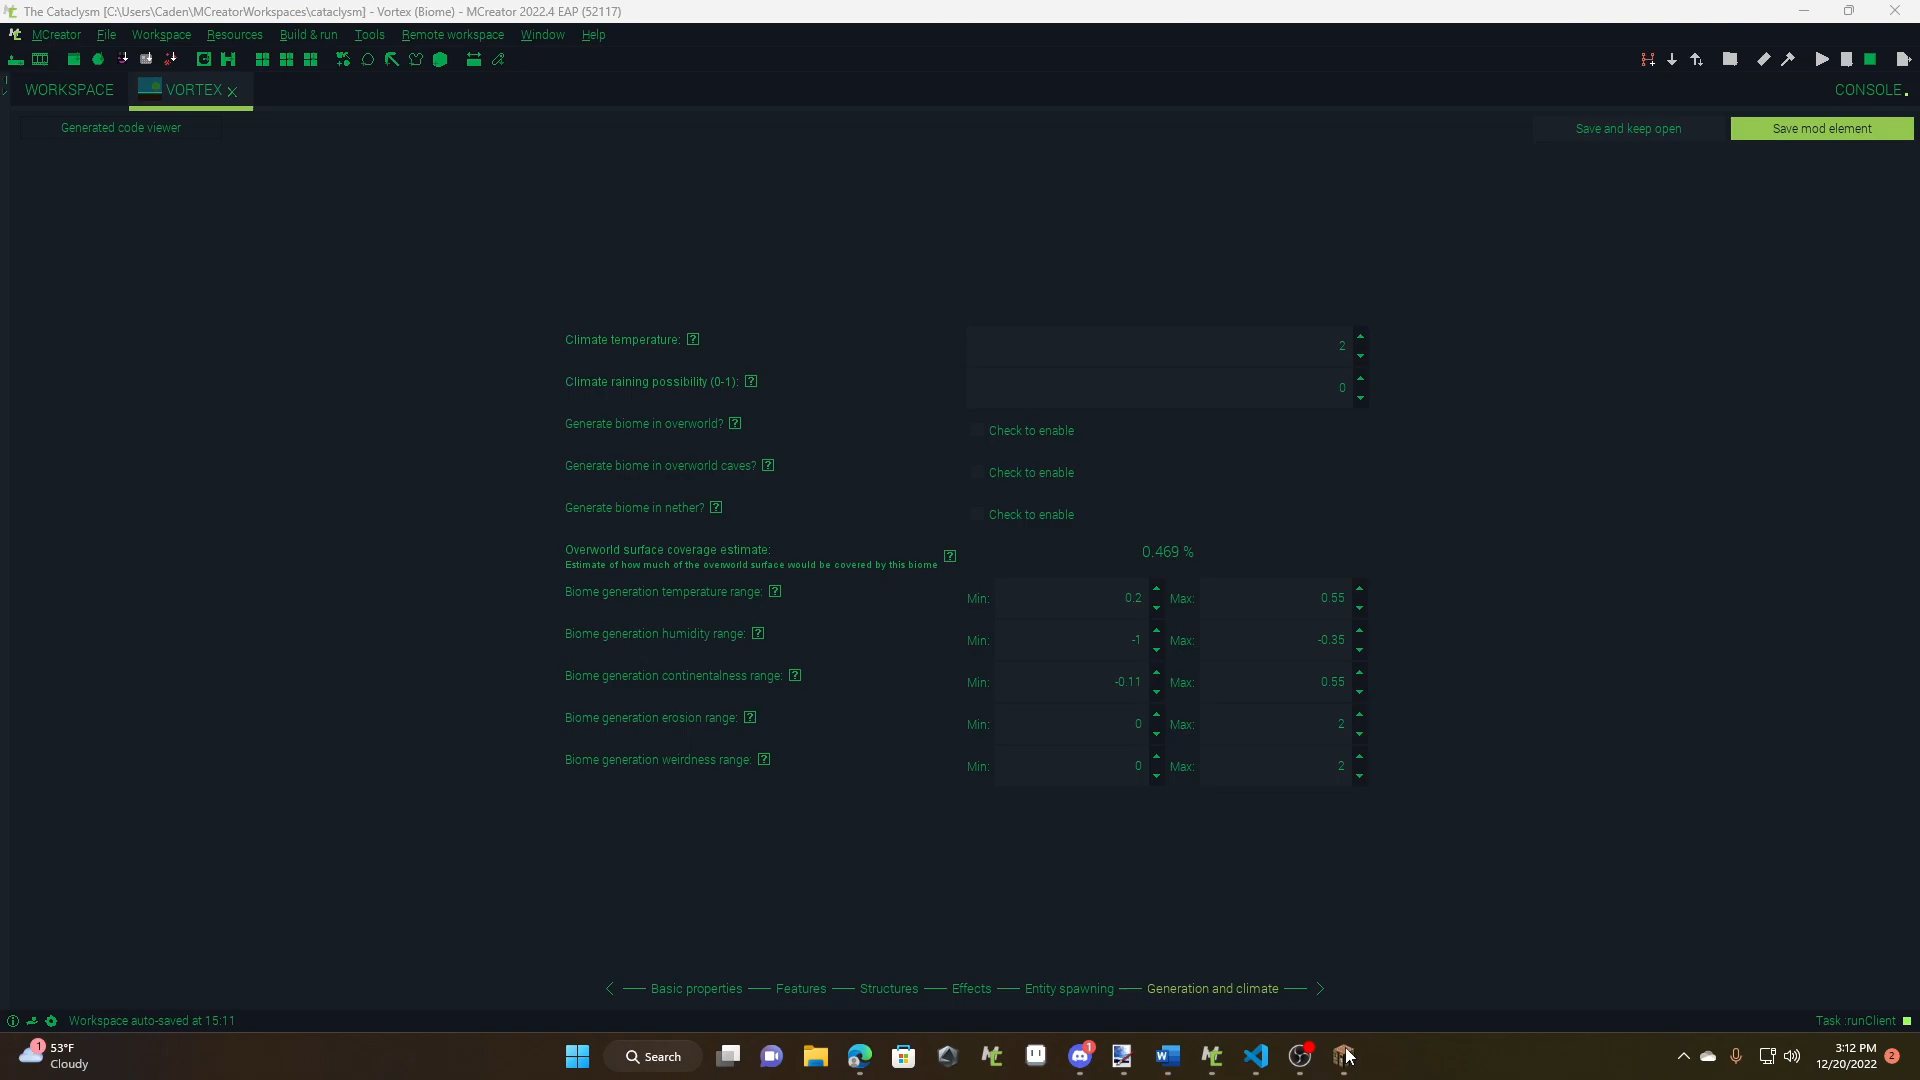 The Cataclysm [C:\Users\Caden\MCreatorWorkspaces\cataclysm] - Vortex (Biome) - MCreator 2022.4 EAP (52117)
MCreator File Workspace Resources Build & run Tools Remote workspace Window Help
WORKSPACE VORTEX CONSOLE
Generated code viewer Save and keep open Save mod element
Climate temperature: ? 2
Climate raining possibility (0-1): ? 0
Generate biome in overworld? ? Check to enable
Generate biome in overworld caves? ? Check to enable
Generate biome in nether? ? Check to enable
Overworld surface coverage estimate: ? 0.469 %
Estimate of how much of the overworld surface would be covered by this biome
Biome generation temperature range: ? Min: 0.2 Max: 0.55
Biome generation humidity range: ? Min: -1 Max: -0.35
Biome generation continentalness range: ? Min: -0.11 Max: 0.55
Biome generation erosion range: ? Min: 0 Max: 2
Biome generation weirdness range: ? Min: 0 Max: 2
Basic properties Features Structures Effects Entity spawning Generation and climate
Workspace auto-saved at 15:11 Task :runClient
1 53°F
Cloudy
Search
1
3:12 PM
12/20/2022
2